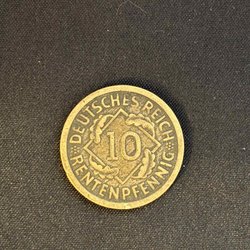 DEUTSCHES REICH
10
RENTENPFENNIG